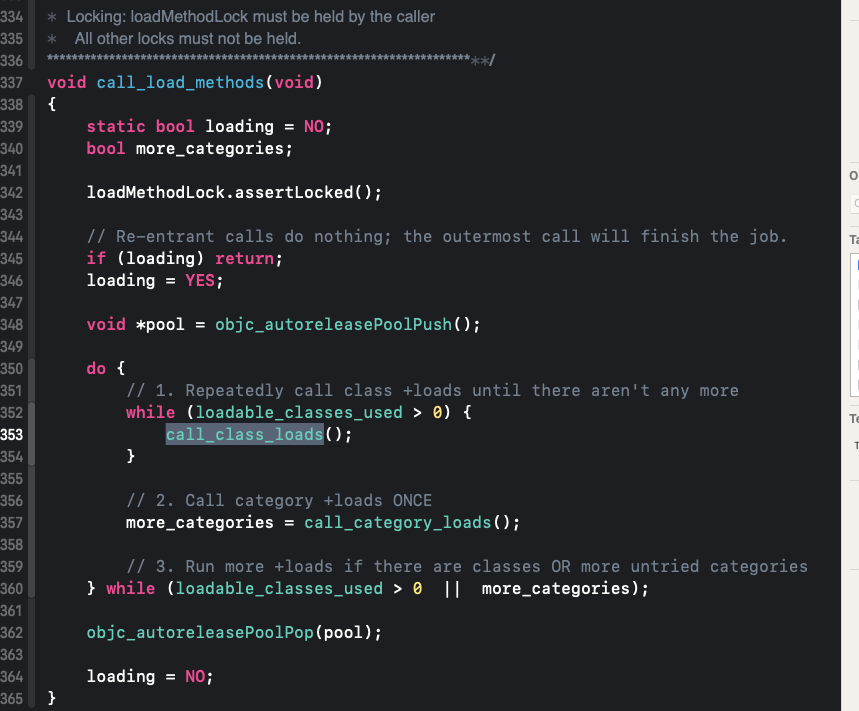 334 * Locking: loadMethodLock must be held by the caller
335 * All other locks must not be held.
336 **********************************************************************/
337 void call_load_methods(void)
338 {
339 static bool loading = NO;
340 bool more_categories;
341
342 loadMethodLock.assertLocked();
343
344 // Re-entrant calls do nothing; the outermost call will finish the job.
345 if (loading) return;
346 loading = YES;
347
348 void *pool = objc_autoreleasePoolPush();
349
350 do {
351 // 1. Repeatedly call class +loads until there aren't any more
352 while (loadable_classes_used > 0) {
353 call_class_loads();
354 }
355
356 // 2. Call category +loads ONCE
357 more_categories = call_category_loads();
358
359 // 3. Run more +loads if there are classes OR more untried categories
360 } while (loadable_classes_used > 0 || more_categories);
361
362 objc_autoreleasePoolPop(pool);
363
364 loading = NO;
365 }